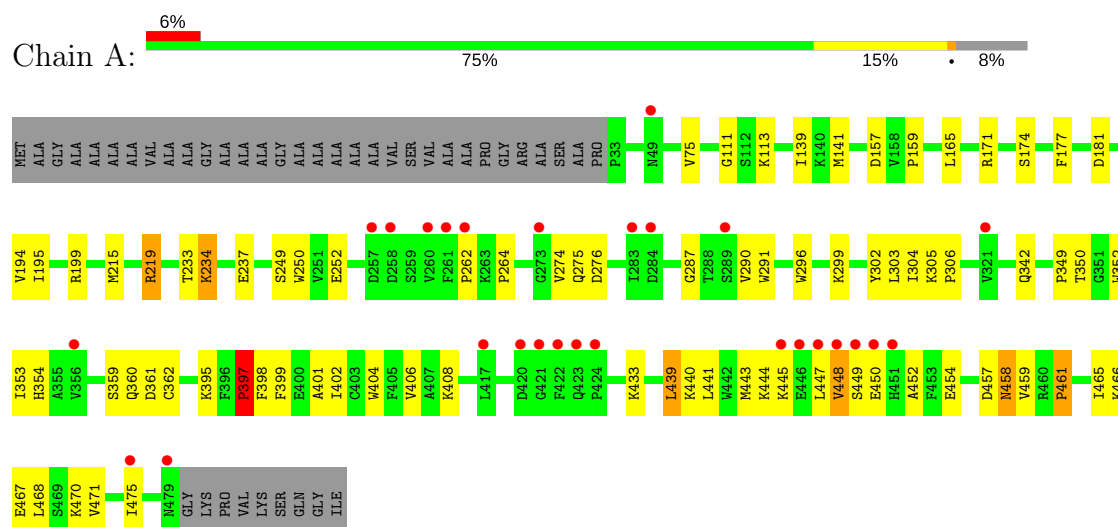 6%
Chain A:
75% 15% • 8%
MET ALA GLY ALA ALA ALA ALA VAL ALA ALA GLY ALA ALA ALA GLY ALA ALA ALA ALA ALA VAL SER VAL ALA ALA PRO GLY ARG ALA SER ALA PRO P33 N49 V75 G111 S112 K113 I139 K140 M141 D157 V158 P159 L165 R171 S174 F177 D181
V194 I195 R199 M215 R219 T233 K234 E237 S249 W250 V251 E252 D257 D258 S259 V260 F261 P262 K263 P264 G273 V274 Q275 D276 I283 D284 G287 T288 S289 V290 W291 W296 K299 Y302 L303 I304 K305 P306 V321 Q342 P349 T350 G351 W352
I353 H354 A355 V356 S359 Q360 D361 C362 K395 F396 P397 F398 F399 E400 A401 I402 C403 W404 F405 V406 A407 K408 L417 D420 G421 F422 Q423 P424 K433 L439 K440 L441 W442 M443 K444 K445 E446 L447 V448 S449 E450 H451 A452 F453 E454 D457 N458 V459 R460 P461 I465 K466
E467 L468 S469 K470 V471 I475 N479 GLY LYS PRO VAL LYS SER GLN GLY ILE